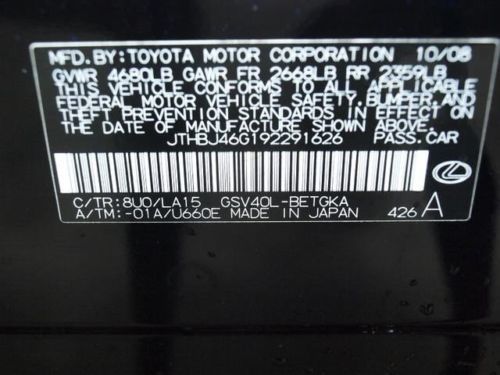 MFD. BY: TOYOTA MOTOR CORPORATION 10/08
GVWR 4680LB GAWR FR 2668LB RR 2359LB
THIS VEHICLE CONFORMS TO ALL APPLICABLE
FEDERAL MOTOR VEHICLE SAFETY, BUMPER, AND
THEFT PREVENTION STANDARDS IN EFFECT ON
THE DATE OF MANUFACTURE SHOWN ABOVE.
JTHBJ46G192291626 PASS. CAR
C/TR: 8U0/LA15 GSV40L-BETGKA
A/TM: -01A/U660E MADE IN JAPAN 426 A